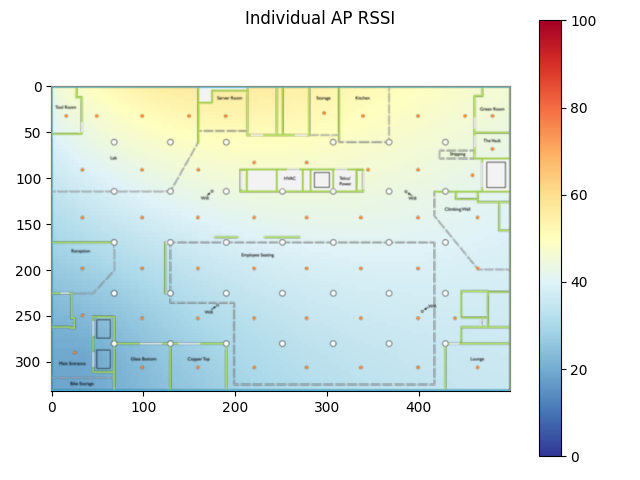 Individual AP RSSI
100
80
60
40
20
0
0
50
100
150
200
250
300
0
100
200
300
400
Tool Room
Server Room
Storage
Kitchen
Green Room
The Vault
Shipping
Lab
HVAC
Telco/
Power
Climbing Wall
Reception
Employee Seating
Main Entrance
Glass Bottom
Copper Top
Lounge
Bike Storage